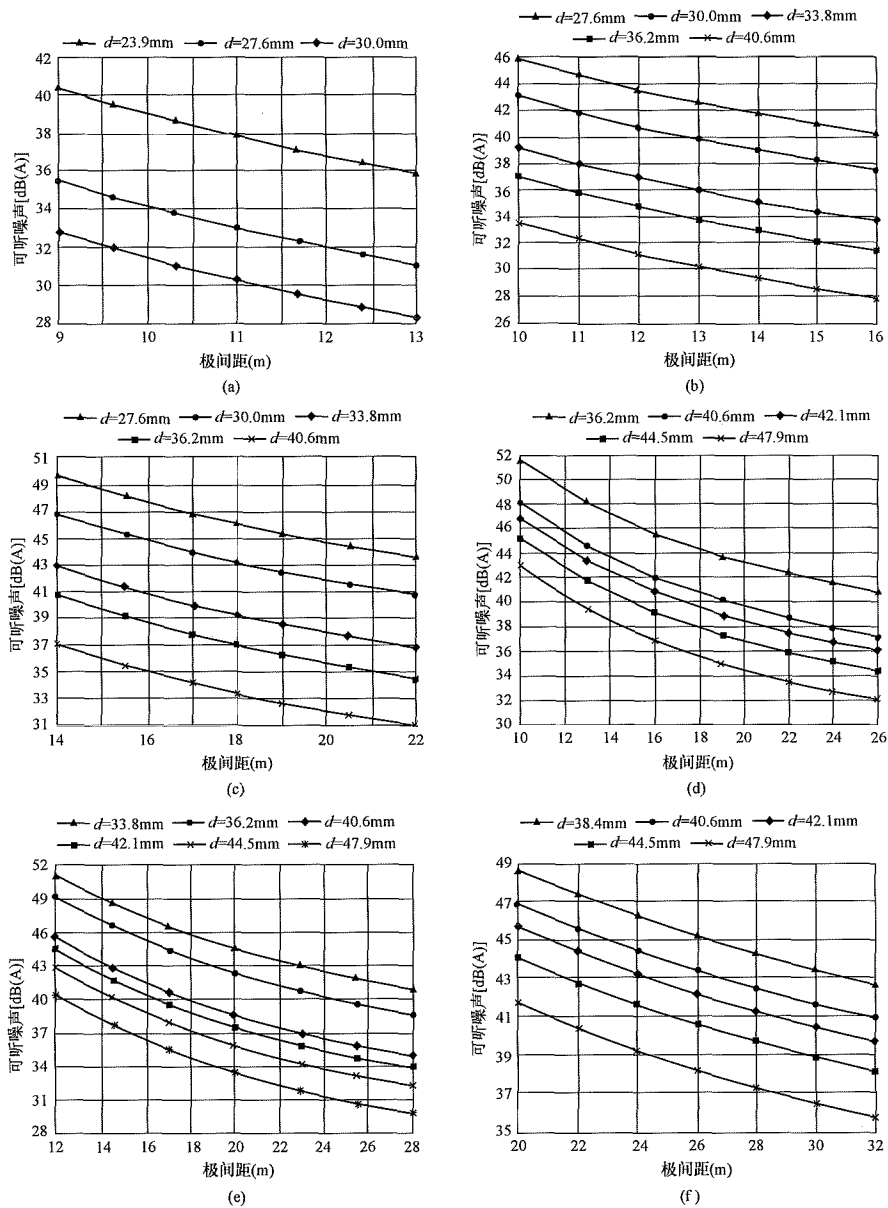 d=23.9mm d=27.6mm d=30.0mm
42
40
38
36
34
32
30
28
可听噪声[dB(A)]
9 10 11 12 13
极间距(m)
(a)
d=27.6mm d=30.0mm d=33.8mm
d=36.2mm d=40.6mm
46
44
42
40
38
36
34
32
30
28
26
可听噪声[dB(A)]
10 11 12 13 14 15 16
极间距(m)
(b)
d=27.6mm d=30.0mm d=33.8mm
d=36.2mm d=40.6mm
51
49
47
45
43
41
39
37
35
33
31
可听噪声[dB(A)]
14 16 18 20 22
极间距(m)
(c)
d=36.2mm d=40.6mm d=42.1mm
d=44.5mm d=47.9mm
52
50
48
46
44
42
40
38
36
34
32
30
可听噪声[dB(A)]
10 12 14 16 18 20 22 24 26
极间距(m)
(d)
d=33.8mm d=36.2mm d=40.6mm
d=42.1mm d=44.5mm d=47.9mm
52
49
46
43
40
37
34
31
28
可听噪声[dB(A)]
12 14 16 18 20 22 24 26 28
极间距(m)
(e)
d=38.4mm d=40.6mm d=42.1mm
d=44.5mm d=47.9mm
49
47
45
43
41
39
37
35
可听噪声[dB(A)]
20 22 24 26 28 30 32
极间距(m)
(f)